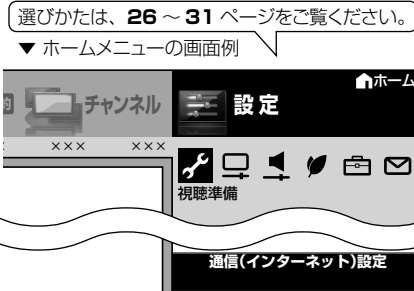 選びかたは、26 ~ 31 ページをご覧ください。
▼ ホームメニューの画面例
ホーム
チャンネル
設定
××× ×××
視聴準備
通信(インターネット)設定